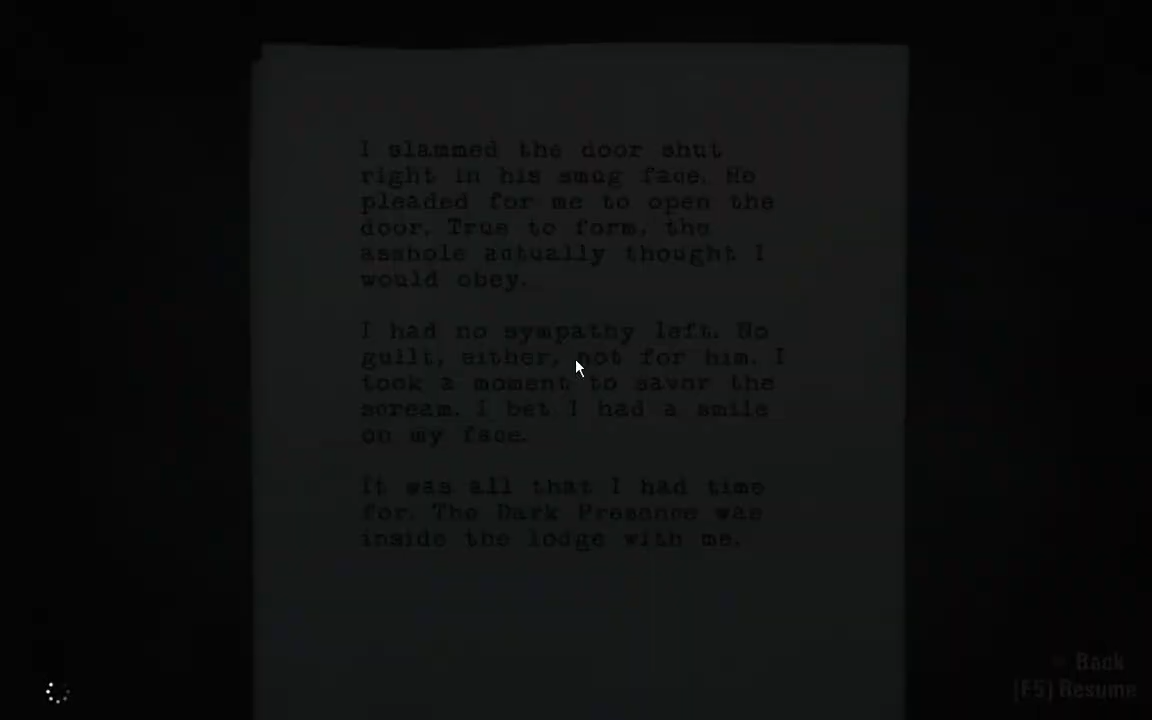 I slammed the door shut
right in his smug face. He
pleaded for me to open the
door. True to form, the
asshole actually thought I
would obey.
I had no sympathy left. No
guilt, either, not for him. I
took a moment to savor the
scream. I bet I had a smile
on my face.
It was all that I had time
for. The Dark Presence was
inside the lodge with me.
Back
[F5] Resume